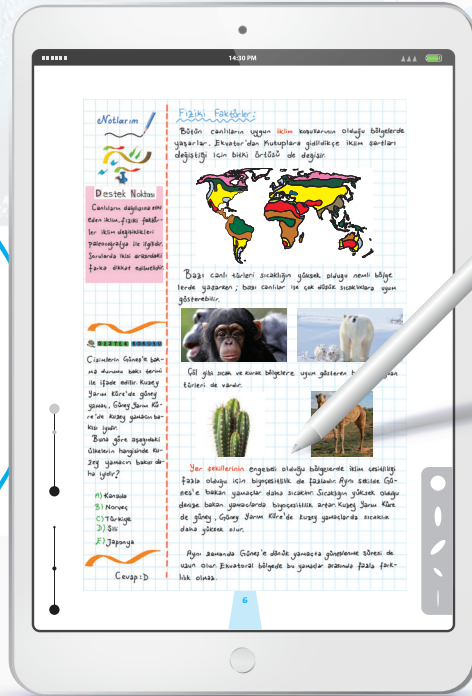 14:30 PM
Notlarım
Destek Noktası
Canlıların dağılışına etki
eden iklim, fiziki faktör-
ler iklim değişiklikleri
paleocoğrafya ile ilgilidir.
Sorularda ikisi arasındaki
farka dikkat edilmelidir.
DESTEK SORUSU
Cisimlerin Güneş'e bak-
ma durumu bakı terimi
ile ifade edilir. Kuzey
Yarım Küre'de güney
yamaç, Güney Yarım Kü-
re'de kuzey yamacın ba-
kısı iyidir.
Buna göre aşağıdaki
ülkelerin hangisinde ku-
zey yamacın bakısı da-
ha iyidir?
A) Kanada
B) Norveç
C) Türkiye
D) Şili
E) Japonya
Cevap: D
Fiziki Faktörler:
Bütün canlıların uygun iklim koşullarının olduğu bölgelerde
yaşarlar. Ekvator'dan Kutuplara gidildikçe iklim şartları
değiştiği için bitki örtüsü de değişir.
Bazı canlı türleri sıcaklığın yüksek olduğu nemli bölge
lerde yaşarken; bazı canlılar ise çok düşük sıcaklıklara uyum
gösterebilir.
Çöl gibi sıcak ve kurak bölgelere uyum gösteren
türleri de vardır.
Yer şekillerinin engebeli olduğu bölgelerde iklim çeşitliliği
fazla olduğu için biyoçeşitlilik de fazladır. Aynı şekilde Gü-
neş'e bakan yamaçlar daha sıcaktır. Sıcaklığın yüksek olduğu
denize bakan yamaçlarda biyoçeşitlilik artar. Kuzey Yarım Küre
de güney, Güney Yarım Küre'de kuzey yamaçlarda sıcaklık
daha yüksek olur.
Aynı zamanda Güneş'e dönük yamaçta güneşlenme süresi de
uzun olur. Ekvatoral bölgede bu yamaçlar arasında fazla fark-
lılık olmaz.
6